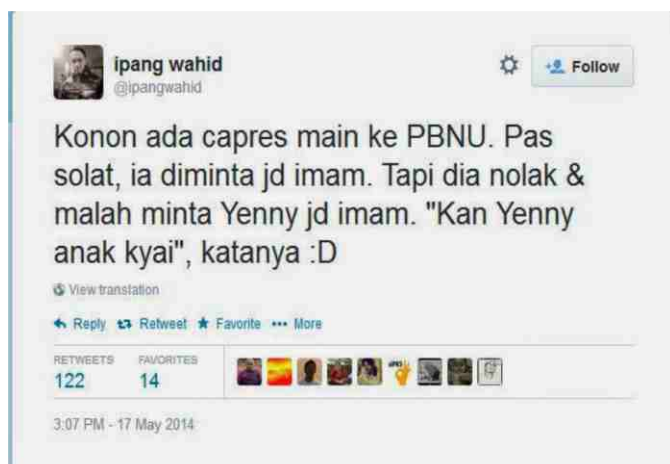 ipang wahid
Follow
@ipangwahid
Konon ada capres main ke PBNU. Pas
solat, ia diminta jd imam. Tapi dia nolak &
malah minta Yenny jd imam. "Kan Yenny
anak kyai", katanya :D
View translation
Reply Retweet Favorite More
RETWEETS FAVORITES
122 14
3:07 PM - 17 May 2014